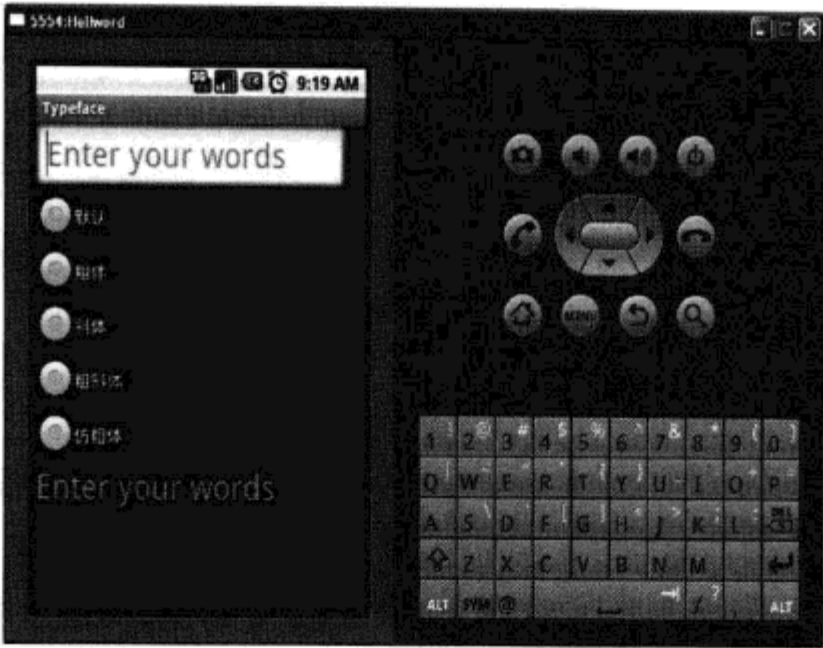 5554:Hellword
3G 9:19 AM
Typeface
Enter your words
默认
粗体
斜体
粗斜体
仿粗体
Enter your words
MENU
1 2 @ 3 # 4 $ 5 % 6 ^ 7 & 8 * 9 ( 0 )
Q W E R T Y U I O P
A S D F G H J K L DEL
Z X C V B N M
ALT SYM @ / ? , ALT